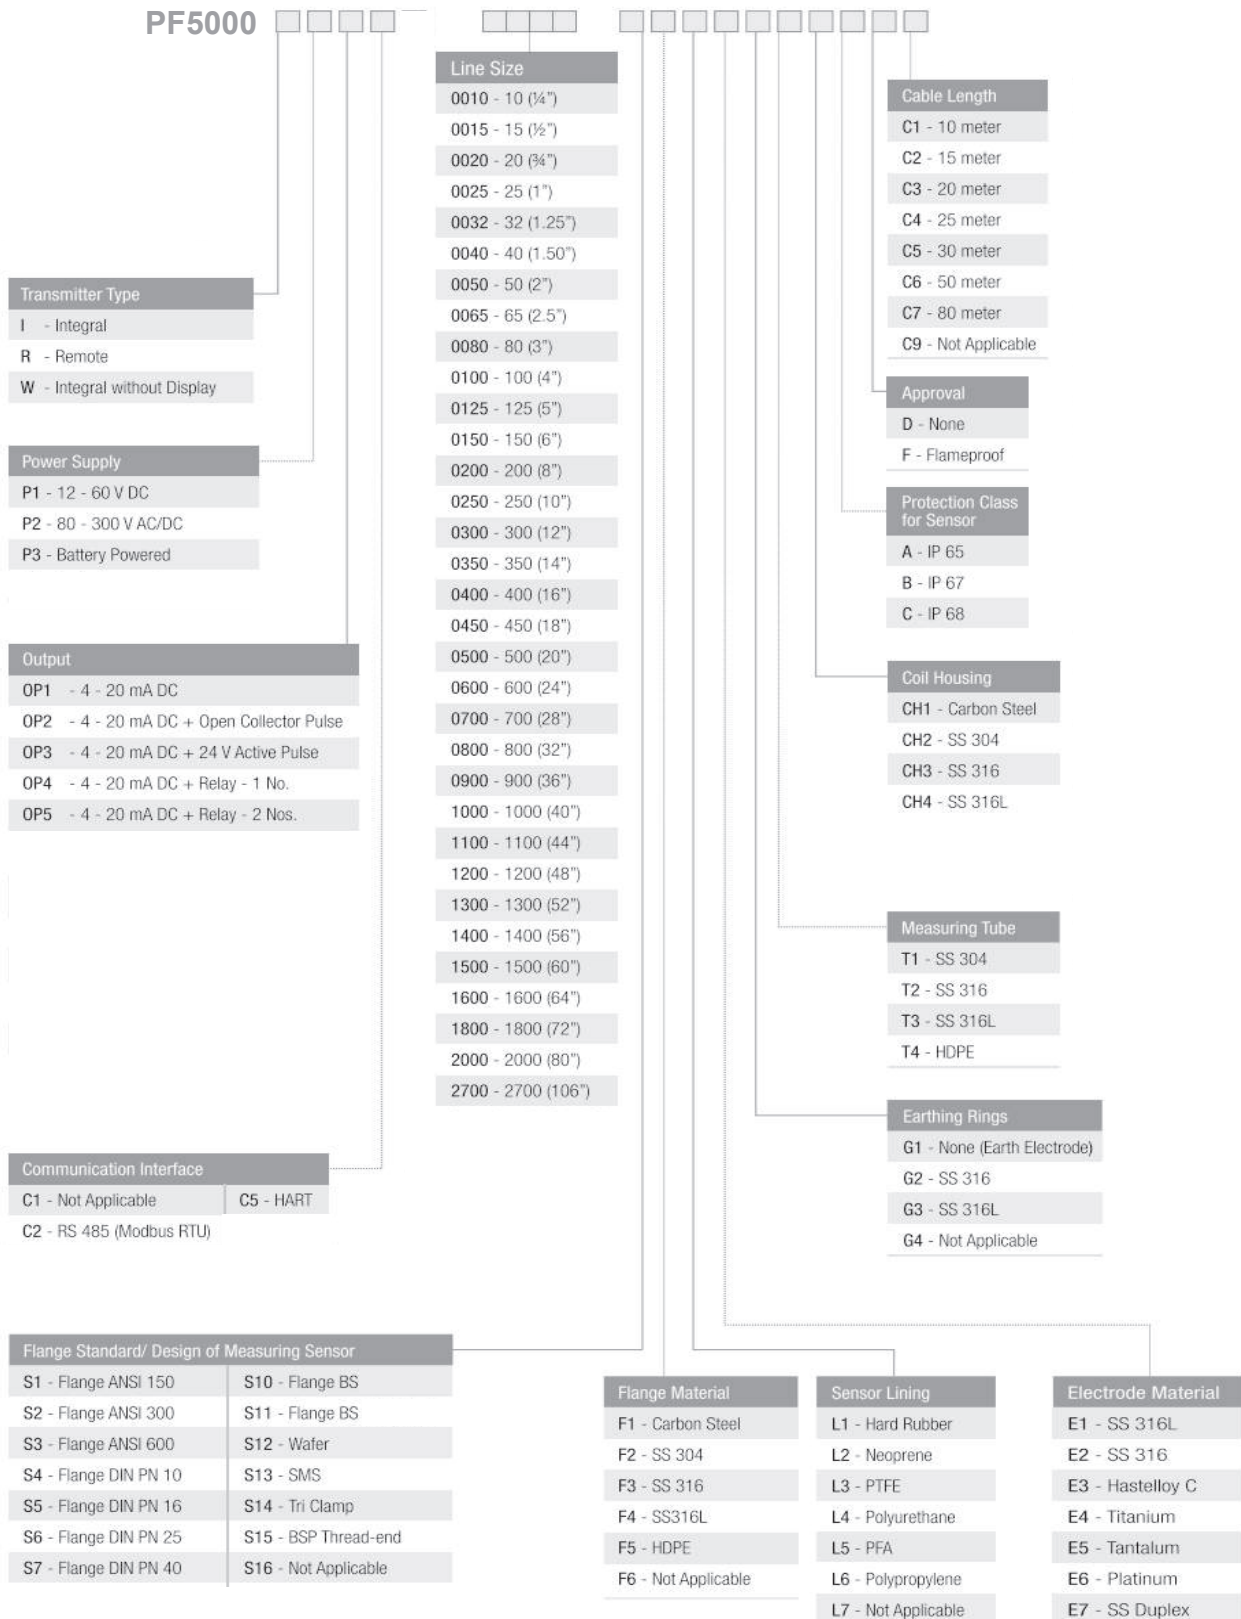 PF5000
Line Size
0010 - 10 (¼")
0015 - 15 (½")
0020 - 20 (¾")
0025 - 25 (1")
0032 - 32 (1.25")
0040 - 40 (1.50")
0050 - 50 (2")
0065 - 65 (2.5")
0080 - 80 (3")
0100 - 100 (4")
0125 - 125 (5")
0150 - 150 (6")
0200 - 200 (8")
0250 - 250 (10")
0300 - 300 (12")
0350 - 350 (14")
0400 - 400 (16")
0450 - 450 (18")
0500 - 500 (20")
0600 - 600 (24")
0700 - 700 (28")
0800 - 800 (32")
0900 - 900 (36")
1000 - 1000 (40")
1100 - 1100 (44")
1200 - 1200 (48")
1300 - 1300 (52")
1400 - 1400 (56")
1500 - 1500 (60")
1600 - 1600 (64")
1800 - 1800 (72")
2000 - 2000 (80")
2700 - 2700 (106")
Transmitter Type
I - Integral
R - Remote
W - Integral without Display
Power Supply
P1 - 12 - 60 V DC
P2 - 80 - 300 V AC/DC
P3 - Battery Powered
Output
OP1 - 4 - 20 mA DC
OP2 - 4 - 20 mA DC + Open Collector Pulse
OP3 - 4 - 20 mA DC + 24 V Active Pulse
OP4 - 4 - 20 mA DC + Relay - 1 No.
OP5 - 4 - 20 mA DC + Relay - 2 Nos.
Communication Interface
C1 - Not Applicable
C5 - HART
C2 - RS 485 (Modbus RTU)
Cable Length
C1 - 10 meter
C2 - 15 meter
C3 - 20 meter
C4 - 25 meter
C5 - 30 meter
C6 - 50 meter
C7 - 80 meter
C9 - Not Applicable
Approval
D - None
F - Flameproof
Protection Class
for Sensor
A - IP 65
B - IP 67
C - IP 68
Coil Housing
CH1 - Carbon Steel
CH2 - SS 304
CH3 - SS 316
CH4 - SS 316L
Measuring Tube
T1 - SS 304
T2 - SS 316
T3 - SS 316L
T4 - HDPE
Earthing Rings
G1 - None (Earth Electrode)
G2 - SS 316
G3 - SS 316L
G4 - Not Applicable
Flange Standard/ Design of Measuring Sensor
S1 - Flange ANSI 150
S2 - Flange ANSI 300
S3 - Flange ANSI 600
S4 - Flange DIN PN 10
S5 - Flange DIN PN 16
S6 - Flange DIN PN 25
S7 - Flange DIN PN 40
S10 - Flange BS
S11 - Flange BS
S12 - Wafer
S13 - SMS
S14 - Tri Clamp
S15 - BSP Thread-end
S16 - Not Applicable
Flange Material
F1 - Carbon Steel
F2 - SS 304
F3 - SS 316
F4 - SS316L
F5 - HDPE
F6 - Not Applicable
Sensor Lining
L1 - Hard Rubber
L2 - Neoprene
L3 - PTFE
L4 - Polyurethane
L5 - PFA
L6 - Polypropylene
L7 - Not Applicable
Electrode Material
E1 - SS 316L
E2 - SS 316
E3 - Hastelloy C
E4 - Titanium
E5 - Tantalum
E6 - Platinum
E7 - SS Duplex